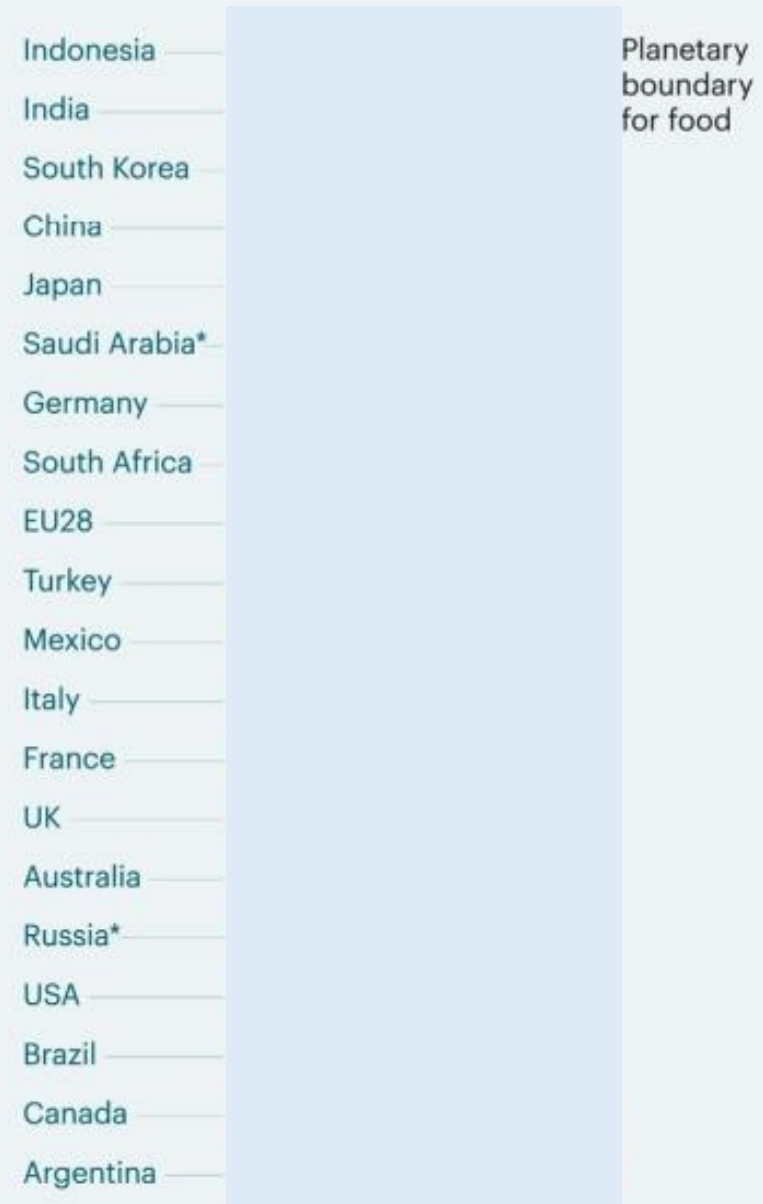 Indonesia
India
South Korea
China
Japan
Saudi Arabia*
Germany
South Africa
EU28
Turkey
Mexico
Italy
France
UK
Australia
Russia*
USA
Brazil
Canada
Argentina
Planetary
boundary
for food